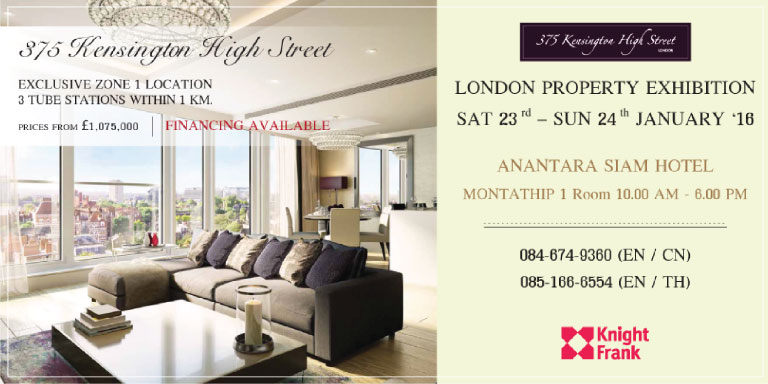 375 Kensington High Street
EXCLUSIVE ZONE 1 LOCATION
3 TUBE STATIONS WITHIN 1 KM.
PRICES FROM £1,075,000 | FINANCING AVAILABLE
375 Kensington High Street
LONDON
LONDON PROPERTY EXHIBITION
SAT 23rd – SUN 24th JANUARY ‘16
ANANTARA SIAM HOTEL
MONTATHIP 1 Room 10.00 AM - 6.00 PM
084-674-9360 (EN / CN)
085-166-6554 (EN / TH)
Knight
Frank